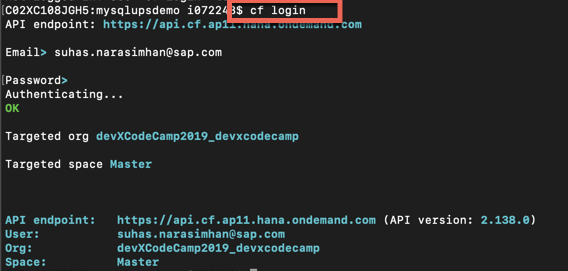 C02XC108JGH5:mysqlupsdemo i072243$ cf login
API endpoint: https://api.cf.ap11.hana.ondemand.com
Email> suhas.narasimhan@sap.com
Password>
Authenticating...
OK
Targeted org devXCodeCamp2019_devxcodecamp
Targeted space Master
API endpoint: https://api.cf.ap11.hana.ondemand.com (API version: 2.138.0)
User: suhas.narasimhan@sap.com
Org: devXCodeCamp2019_devxcodecamp
Space: Master